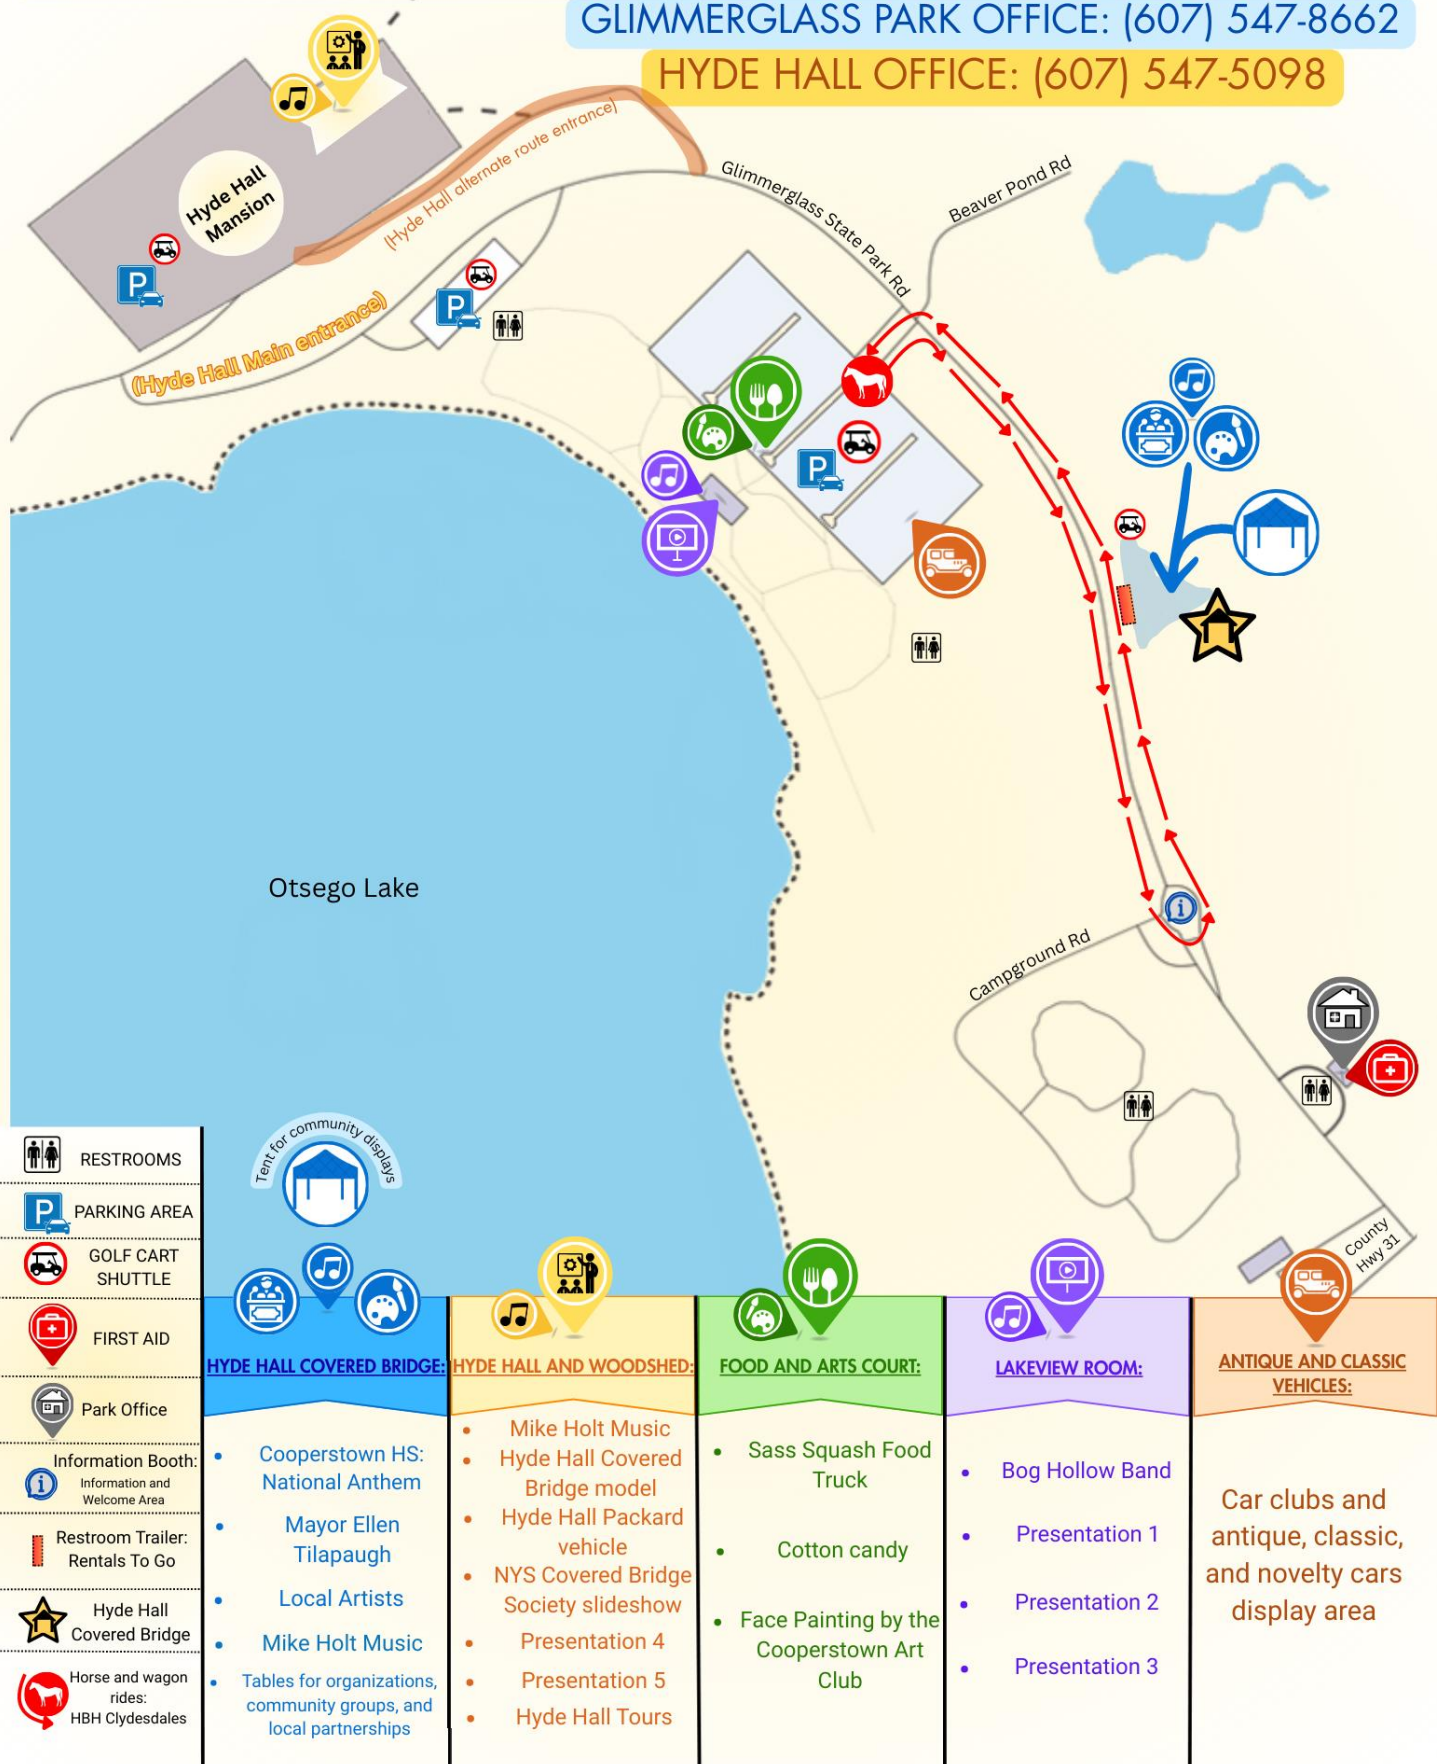 GLIMMERGLASS PARK OFFICE: (607) 547-8662
HYDE HALL OFFICE: (607) 547-5098
Hyde Hall
Mansion
(Hyde Hall alternate route entrance)
(Hyde Hall Main entrance)
Glimmerglass State Park Rd
Beaver Pond Rd
P
P
P
Otsego Lake
Campground Rd
County
Hwy 31
RESTROOMS
P PARKING AREA
GOLF CART
SHUTTLE
FIRST AID
Park Office
Information Booth:
Information and
Welcome Area
Restroom Trailer:
Rentals To Go
Hyde Hall
Covered Bridge
Horse and wagon
rides:
HBH Clydesdales
Tent for community displays
HYDE HALL COVERED BRIDGE:
• Cooperstown HS:
National Anthem
• Mayor Ellen
Tilapaugh
• Local Artists
• Mike Holt Music
• Tables for organizations,
community groups, and
local partnerships
HYDE HALL AND WOODSHED:
• Mike Holt Music
• Hyde Hall Covered
Bridge model
• Hyde Hall Packard
vehicle
• NYS Covered Bridge
Society slideshow
• Presentation 4
• Presentation 5
• Hyde Hall Tours
FOOD AND ARTS COURT:
• Sass Squash Food
Truck
• Cotton candy
• Face Painting by the
Cooperstown Art
Club
LAKEVIEW ROOM:
• Bog Hollow Band
• Presentation 1
• Presentation 2
• Presentation 3
ANTIQUE AND CLASSIC
VEHICLES:
Car clubs and
antique, classic,
and novelty cars
display area